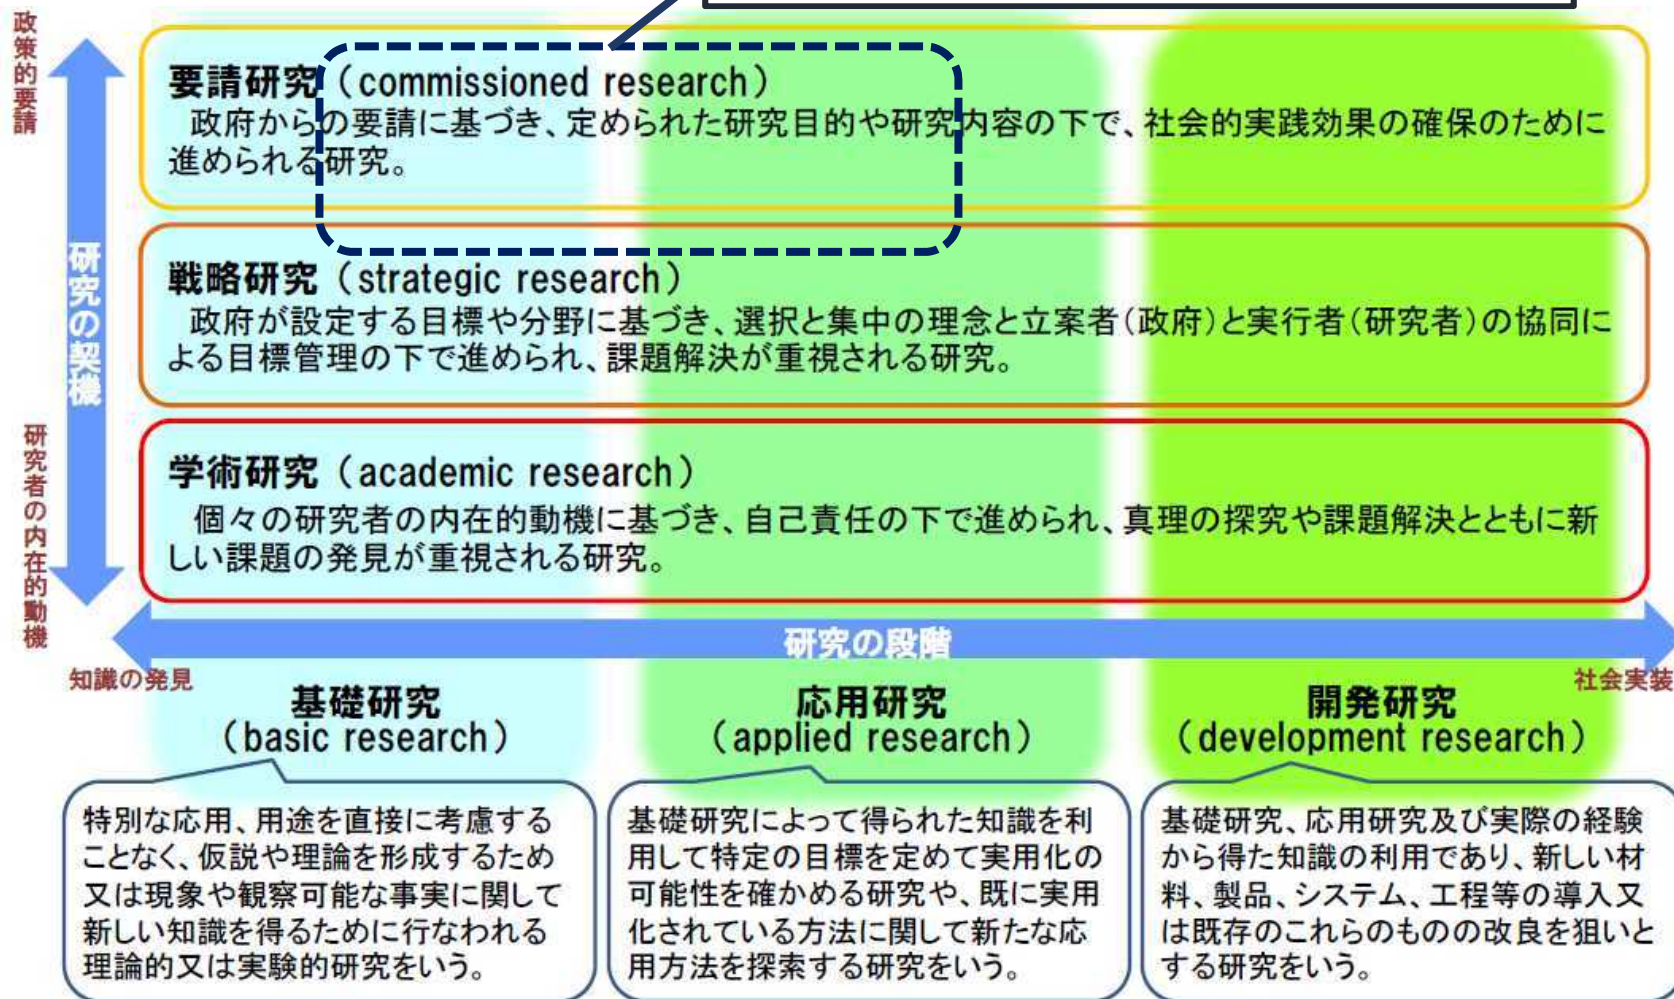 政策的要請
要請研究（commissioned research）
政府からの要請に基づき、定められた研究目的や研究内容の下で、社会的実践効果の確保のために
進められる研究。
研究の契機
戦略研究（strategic research）
政府が設定する目標や分野に基づき、選択と集中の理念と立案者（政府）と実行者（研究者）の協同に
よる目標管理の下で進められ、課題解決が重視される研究。
研究者の内在的動機
学術研究（academic research）
個々の研究者の内在的動機に基づき、自己責任の下で進められ、真理の探究や課題解決とともに新
しい課題の発見が重視される研究。
研究の段階
知識の発見
社会実装
基礎研究
（basic research）
応用研究
（applied research）
開発研究
（development research）
特別な応用、用途を直接に考慮する
ことなく、仮説や理論を形成するため
又は現象や観察可能な事実に関して
新しい知識を得るために行なわれる
理論的又は実験的研究をいう。
基礎研究によって得られた知識を利
用して特定の目標を定めて実用化の
可能性を確かめる研究や、既に実用
化されている方法に関して新たな応
用方法を探索する研究をいう。
基礎研究、応用研究及び実際の経験
から得た知識の利用であり、新しい材
料、製品、システム、工程等の導入又
は既存のこれらのものの改良を狙いと
する研究をいう。